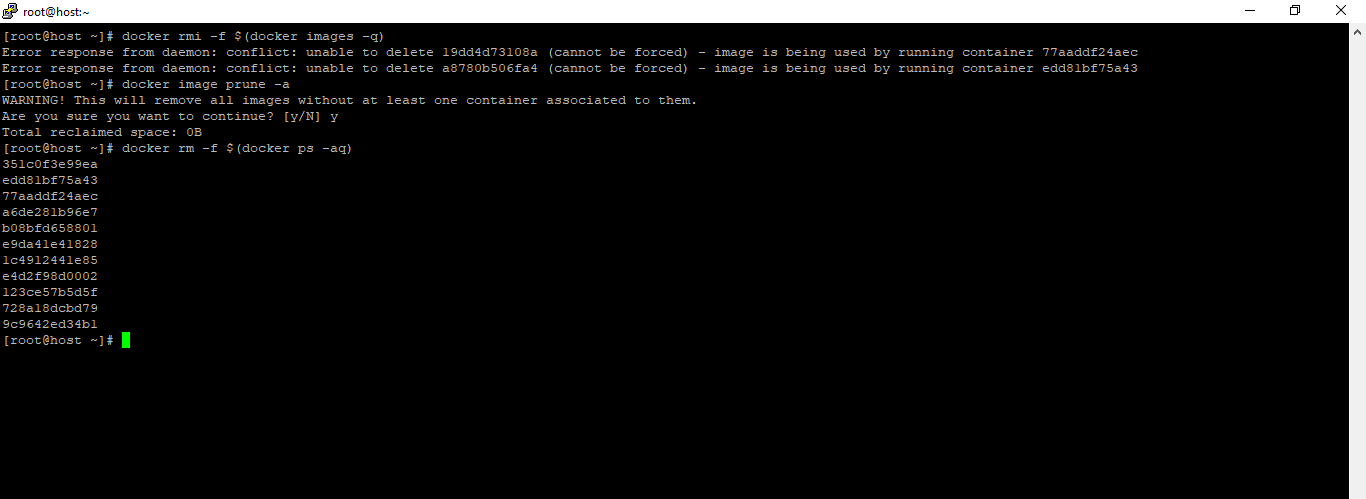 root@host:~
[root@host ~]# docker rmi -f $(docker images -q)
Error response from daemon: conflict: unable to delete 19dd4d73108a (cannot be forced) - image is being used by running container 77aaddf24aec
Error response from daemon: conflict: unable to delete a8780b506fa4 (cannot be forced) - image is being used by running container edd81bf75a43
[root@host ~]# docker image prune -a
WARNING! This will remove all images without at least one container associated to them.
Are you sure you want to continue? [y/N] y
Total reclaimed space: 0B
[root@host ~]# docker rm -f $(docker ps -aq)
351c0f3e99ea
edd81bf75a43
77aaddf24aec
a6de281b96e7
b08bfd658801
e9da41e41828
1c4912441e85
e4d2f98d0002
123ce57b5d5f
728a18dcbd79
9c9642ed34b1
[root@host ~]#